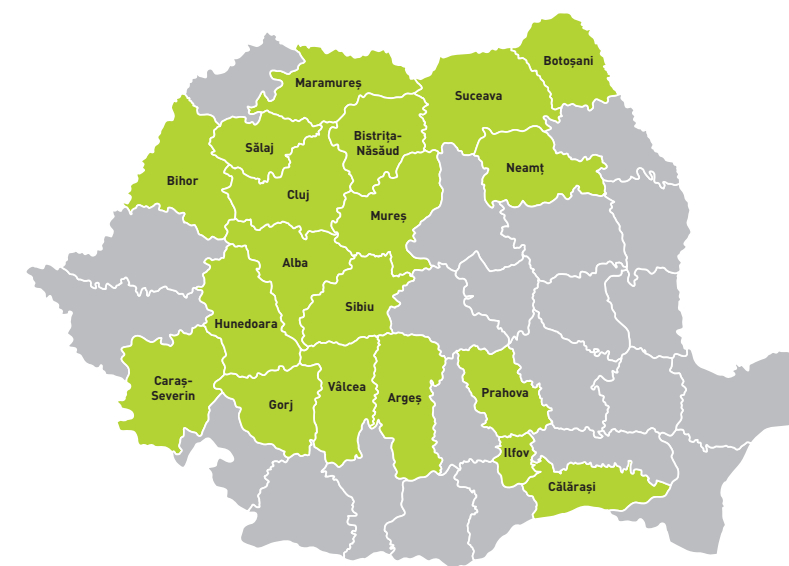 Botoșani
Maramureș
Suceava
Bistrița-
Năsăud
Sălaj
Neamț
Bihor
Cluj
Mureș
Alba
Sibiu
Hunedoara
Caraș-
Severin
Gorj
Vâlcea
Argeș
Prahova
Ilfov
Călărași